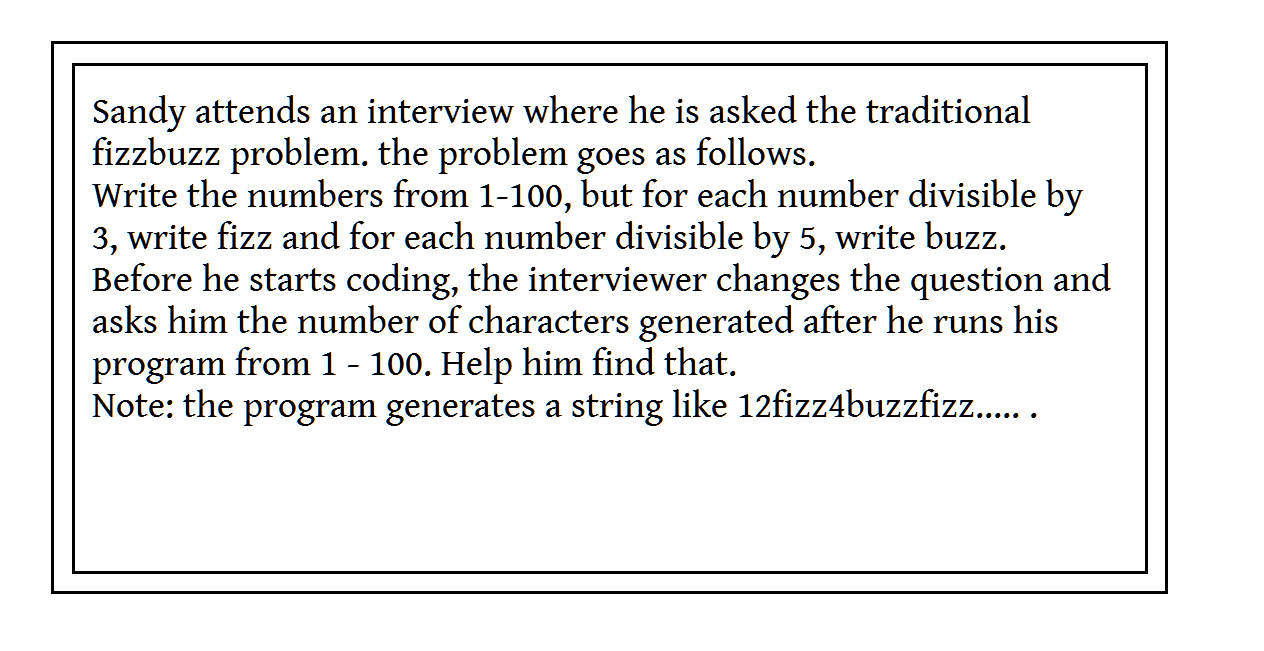 Sandy attends an interview where he is asked the traditional
fizzbuzz problem. the problem goes as follows.
Write the numbers from 1-100, but for each number divisible by
3, write fizz and for each number divisible by 5, write buzz.
Before he starts coding, the interviewer changes the question and
asks him the number of characters generated after he runs his
program from 1 - 100. Help him find that.
Note: the program generates a string like 12fizz4buzzfizz..... .